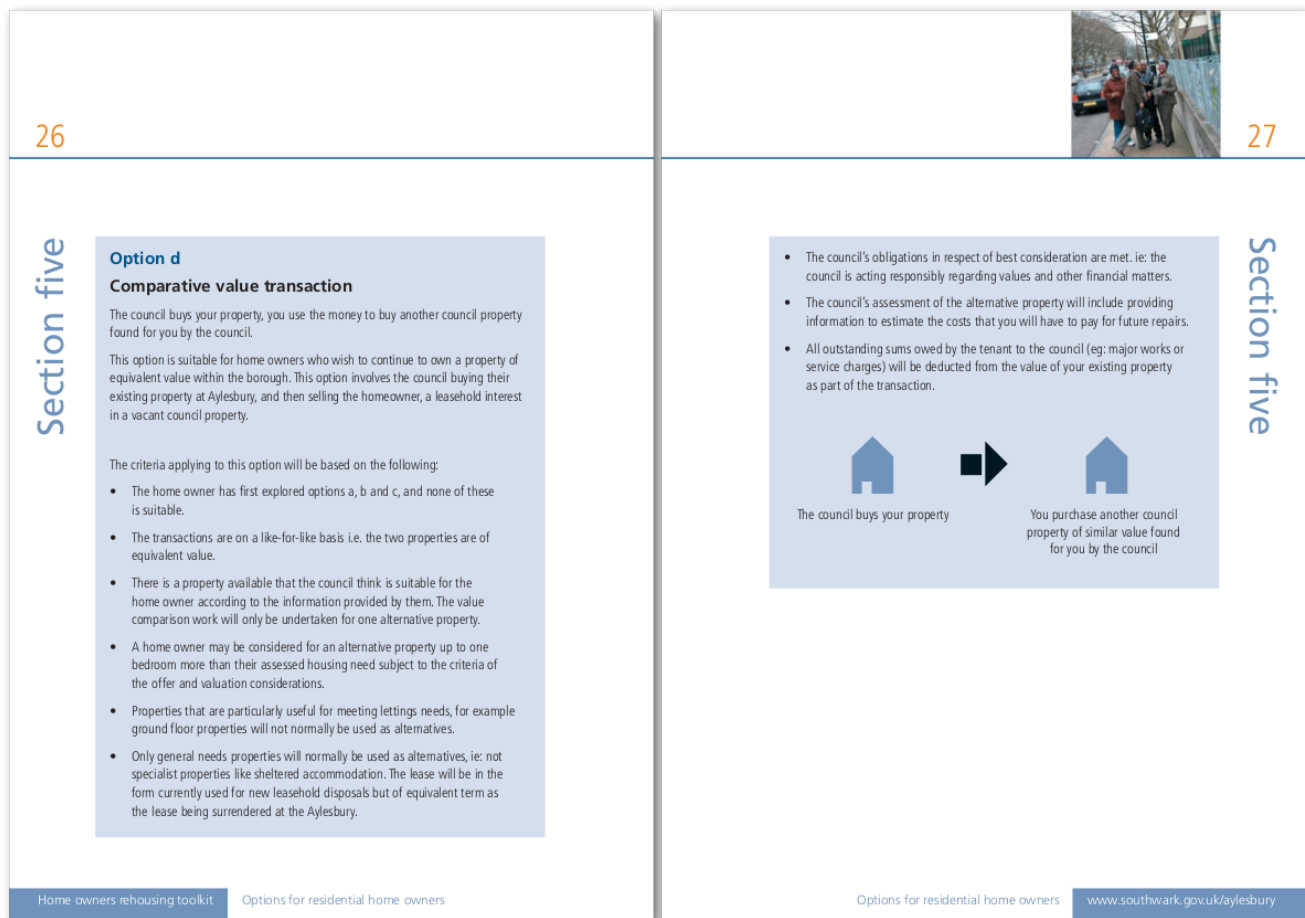 26
Section five
Option d
Comparative value transaction
The council buys your property, you use the money to buy another council property
found for you by the council.
This option is suitable for home owners who wish to continue to own a property of
equivalent value within the borough. This option involves the council buying their
existing property at Aylesbury, and then selling the homeowner, a leasehold interest
in a vacant council property.
The criteria applying to this option will be based on the following:
• The home owner has first explored options a, b and c, and none of these
is suitable.
• The transactions are on a like-for-like basis i.e. the two properties are of
equivalent value.
• There is a property available that the council think is suitable for the
home owner according to the information provided by them. The value
comparison work will only be undertaken for one alternative property.
• A home owner may be considered for an alternative property up to one
bedroom more than their assessed housing need subject to the criteria of
the offer and valuation considerations.
• Properties that are particularly useful for meeting lettings needs, for example
ground floor properties will not normally be used as alternatives.
• Only general needs properties will normally be used as alternatives, ie: not
specialist properties like sheltered accommodation. The lease will be in the
form currently used for new leasehold disposals but of equivalent term as
the lease being surrendered at the Aylesbury.
Home owners rehousing toolkit
Options for residential home owners
27
Section five
• The council's obligations in respect of best consideration are met. ie: the
council is acting responsibly regarding values and other financial matters.
• The council's assessment of the alternative property will include providing
information to estimate the costs that you will have to pay for future repairs.
• All outstanding sums owed by the tenant to the council (eg: major works or
service charges) will be deducted from the value of your existing property
as part of the transaction.
The council buys your property
You purchase another council
property of similar value found
for you by the council
Options for residential home owners
www.southwark.gov.uk/aylesbury